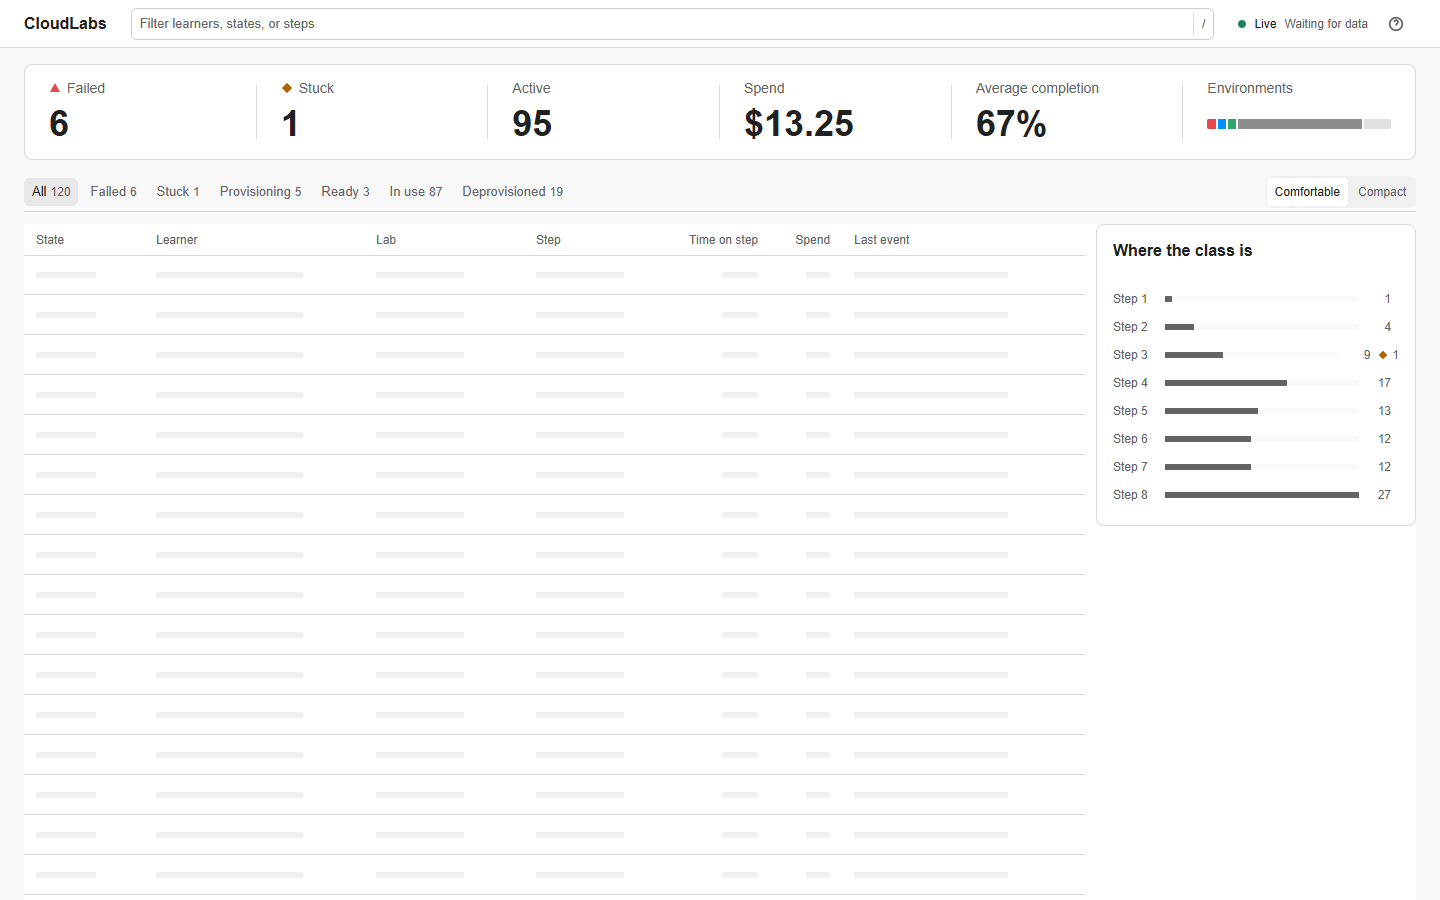 CloudLabs
Filter learners, states, or steps
/
Live Waiting for data
Failed
6
Stuck
1
Active
95
Spend
$13.25
Average completion
67%
Environments
All 120
Failed 6
Stuck 1
Provisioning 5
Ready 3
In use 87
Deprovisioned 19
Comfortable
Compact
State Learner Lab Step Time on step Spend Last event
Where the class is
Step 1 1
Step 2 4
Step 3 9 1
Step 4 17
Step 5 13
Step 6 12
Step 7 12
Step 8 27